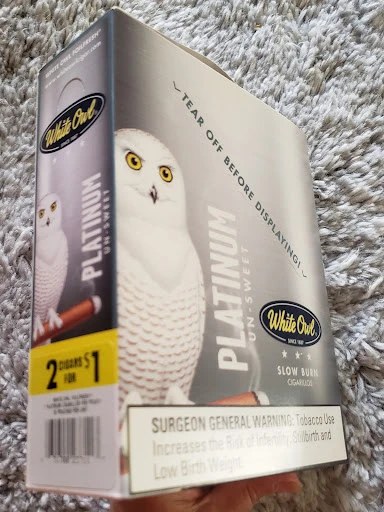 White Owl
SINCE 1887
PLATINUM
UN-SWEET
2 CIGARS FOR $1
TEAR OFF BEFORE DISPLAYING!
PLATINUM
UN-SWEET
White Owl
SINCE 1887
SLOW BURN
CIGARILLOS
SURGEON GENERAL WARNING: Tobacco Use
Increases the Risk of Infertility, Stillbirth and
Low Birth Weight.